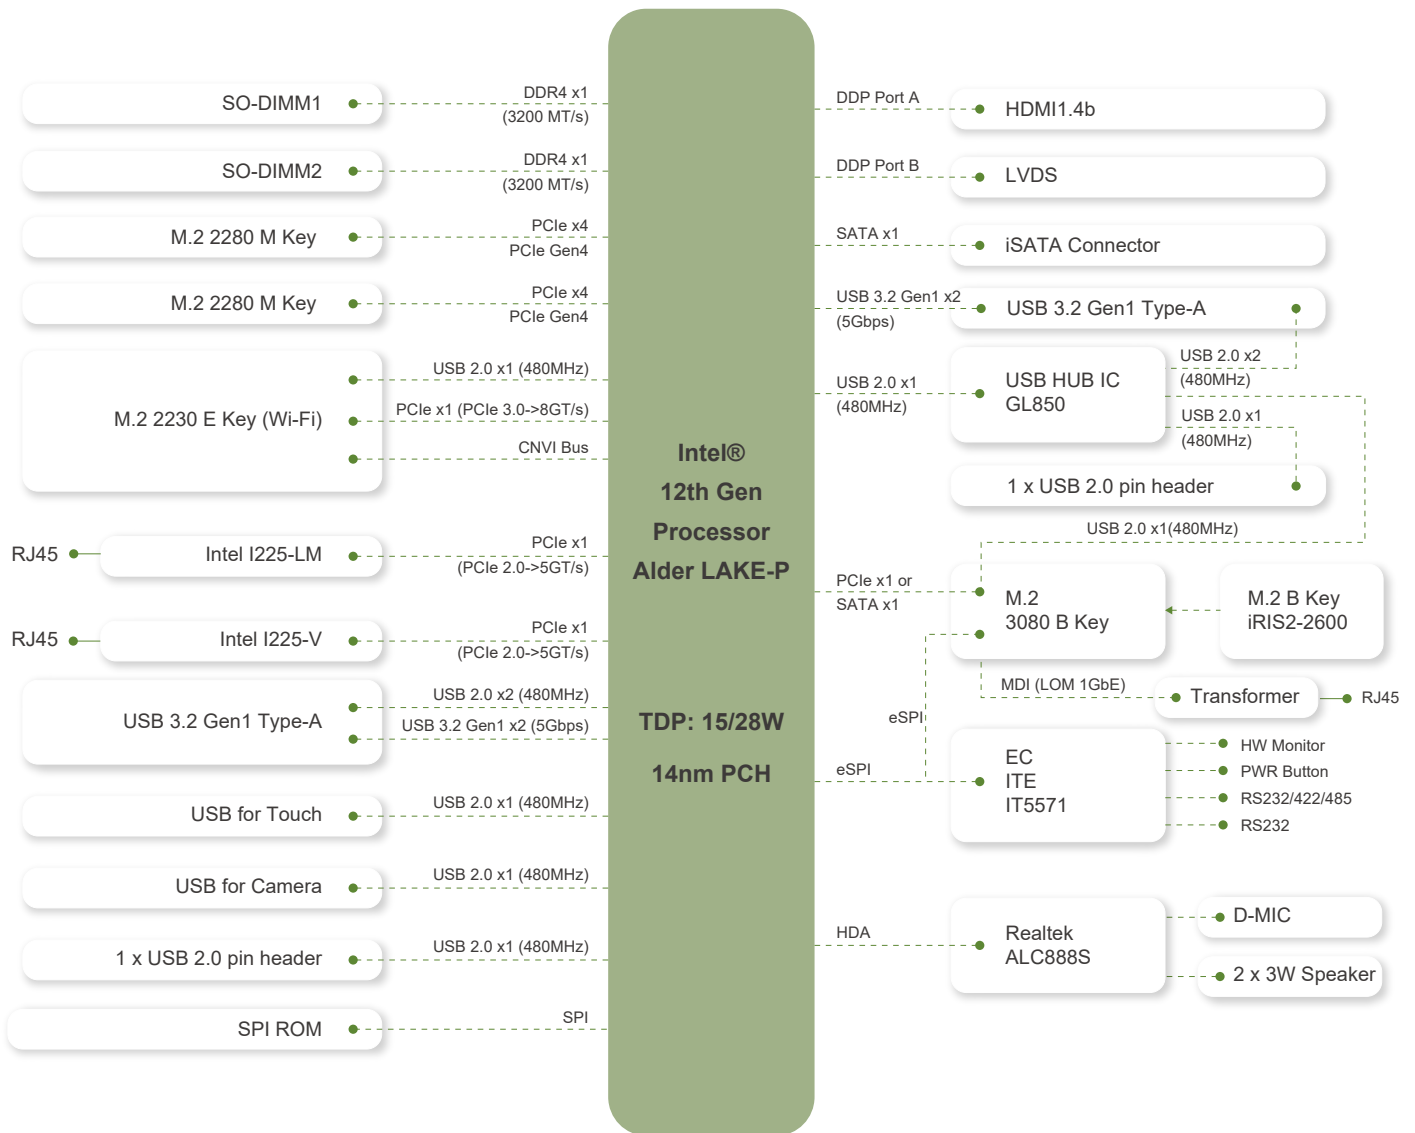 SO-DIMM1
DDR4 x1
(3200 MT/s)
SO-DIMM2
DDR4 x1
(3200 MT/s)
M.2 2280 M Key
PCIe x4
PCIe Gen4
M.2 2280 M Key
PCIe x4
PCIe Gen4
M.2 2230 E Key (Wi-Fi)
USB 2.0 x1 (480MHz)
PCIe x1 (PCIe 3.0->8GT/s)
CNVI Bus
RJ45
Intel I225-LM
PCIe x1
(PCIe 2.0->5GT/s)
RJ45
Intel I225-V
PCIe x1
(PCIe 2.0->5GT/s)
USB 3.2 Gen1 Type-A
USB 2.0 x2 (480MHz)
USB 3.2 Gen1 x2 (5Gbps)
USB for Touch
USB 2.0 x1 (480MHz)
USB for Camera
USB 2.0 x1 (480MHz)
1 x USB 2.0 pin header
USB 2.0 x1 (480MHz)
SPI ROM
SPI
Intel®
12th Gen
Processor
Alder LAKE-P
TDP: 15/28W
14nm PCH
DDP Port A
HDMI1.4b
DDP Port B
LVDS
SATA x1
iSATA Connector
USB 3.2 Gen1 x2
(5Gbps)
USB 3.2 Gen1 Type-A
USB 2.0 x1
(480MHz)
USB HUB IC
GL850
USB 2.0 x2
(480MHz)
USB 2.0 x1
(480MHz)
1 x USB 2.0 pin header
USB 2.0 x1(480MHz)
PCIe x1 or
SATA x1
M.2
3080 B Key
M.2 B Key
iRIS2-2600
MDI (LOM 1GbE)
Transformer
RJ45
eSPI
eSPI
EC
ITE
IT5571
HW Monitor
PWR Button
RS232/422/485
RS232
HDA
Realtek
ALC888S
D-MIC
2 x 3W Speaker